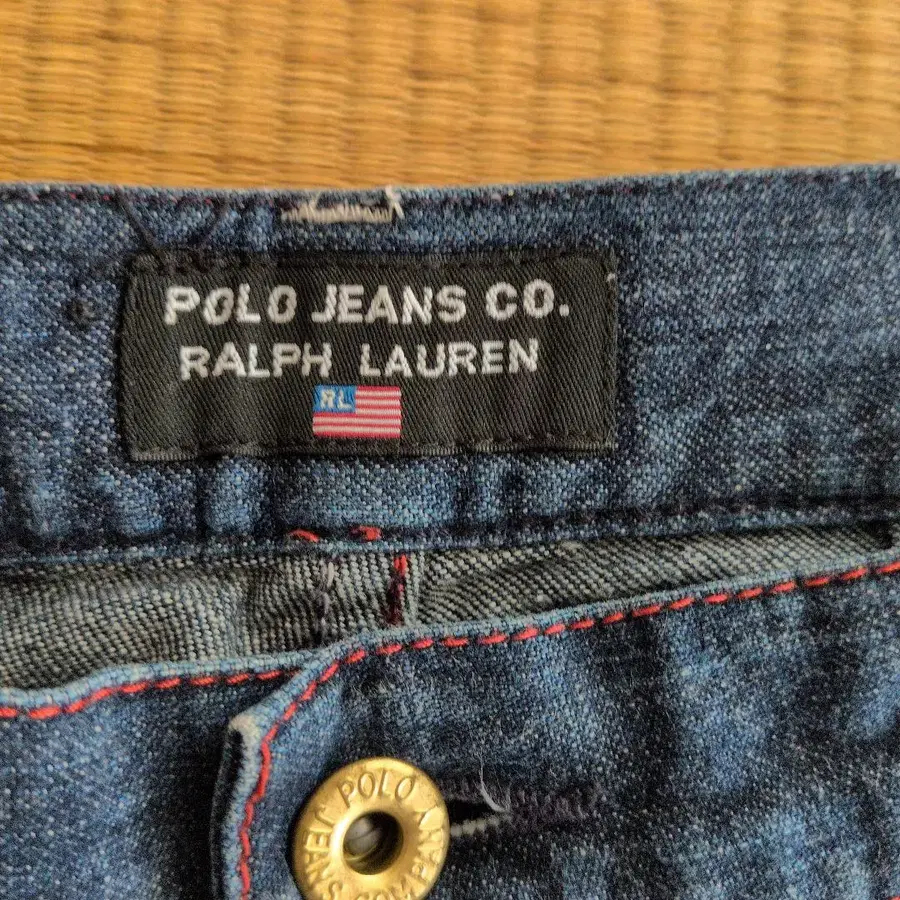 POLO JEANS CO.
RALPH LAUREN
RL
POLO JEANS COMPANY